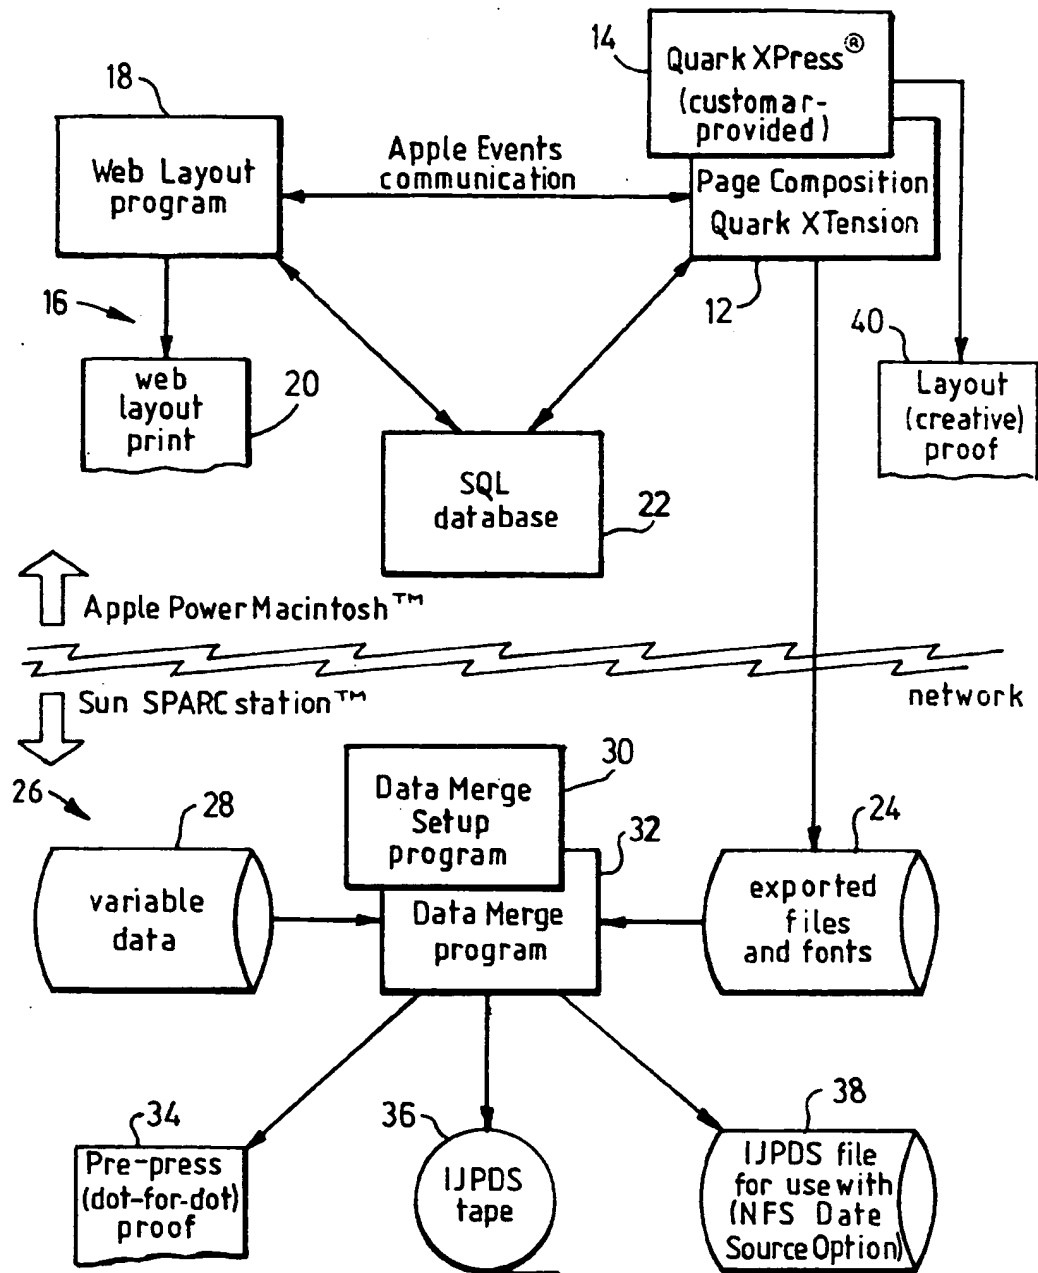 14
Quark XPress®
(customar-
provided)
18
Web Layout
program
Apple Events
communication
Page Composition
Quark XTension
16
12
40
web
layout
print
20
Layout
(creative)
proof
SQL
database
22
Apple Power Macintosh™
Sun SPARCstation™
network
26
28
30
Data Merge
Setup
program
32
24
variable
data
Data Merge
program
exported
files
and fonts
34
36
38
Pre-press
(dot-for-dot)
proof
IJPDS
tape
IJPDS file
for use with
(NFS Date
Source Option)